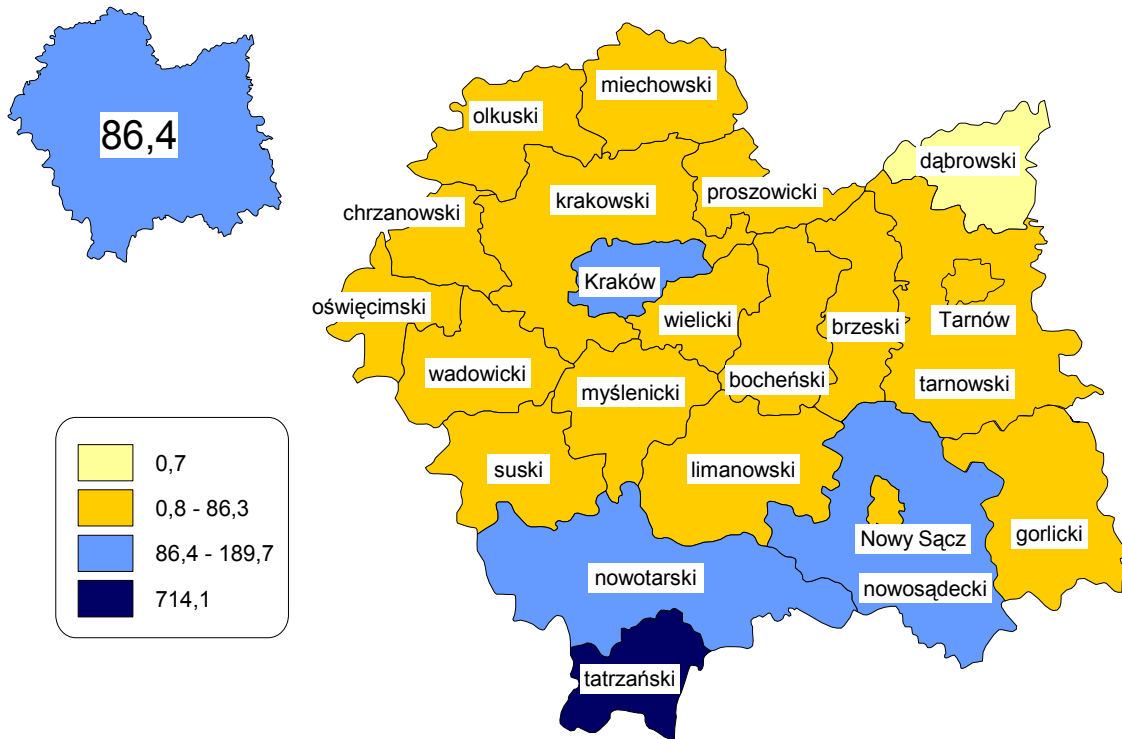 86,4
miechowski
olkuski
dąbrowski
proszowicki
krakowski
chrzanowski
Kraków
oświęcimski
wielicki
brzeski
Tarnów
wadowicki
myślenicki
bocheński
tarnowski
suski
limanowski
Nowy Sącz
gorlicki
nowotarski
nowosądecki
tatrzański
0,7
0,8 - 86,3
86,4 - 189,7
714,1